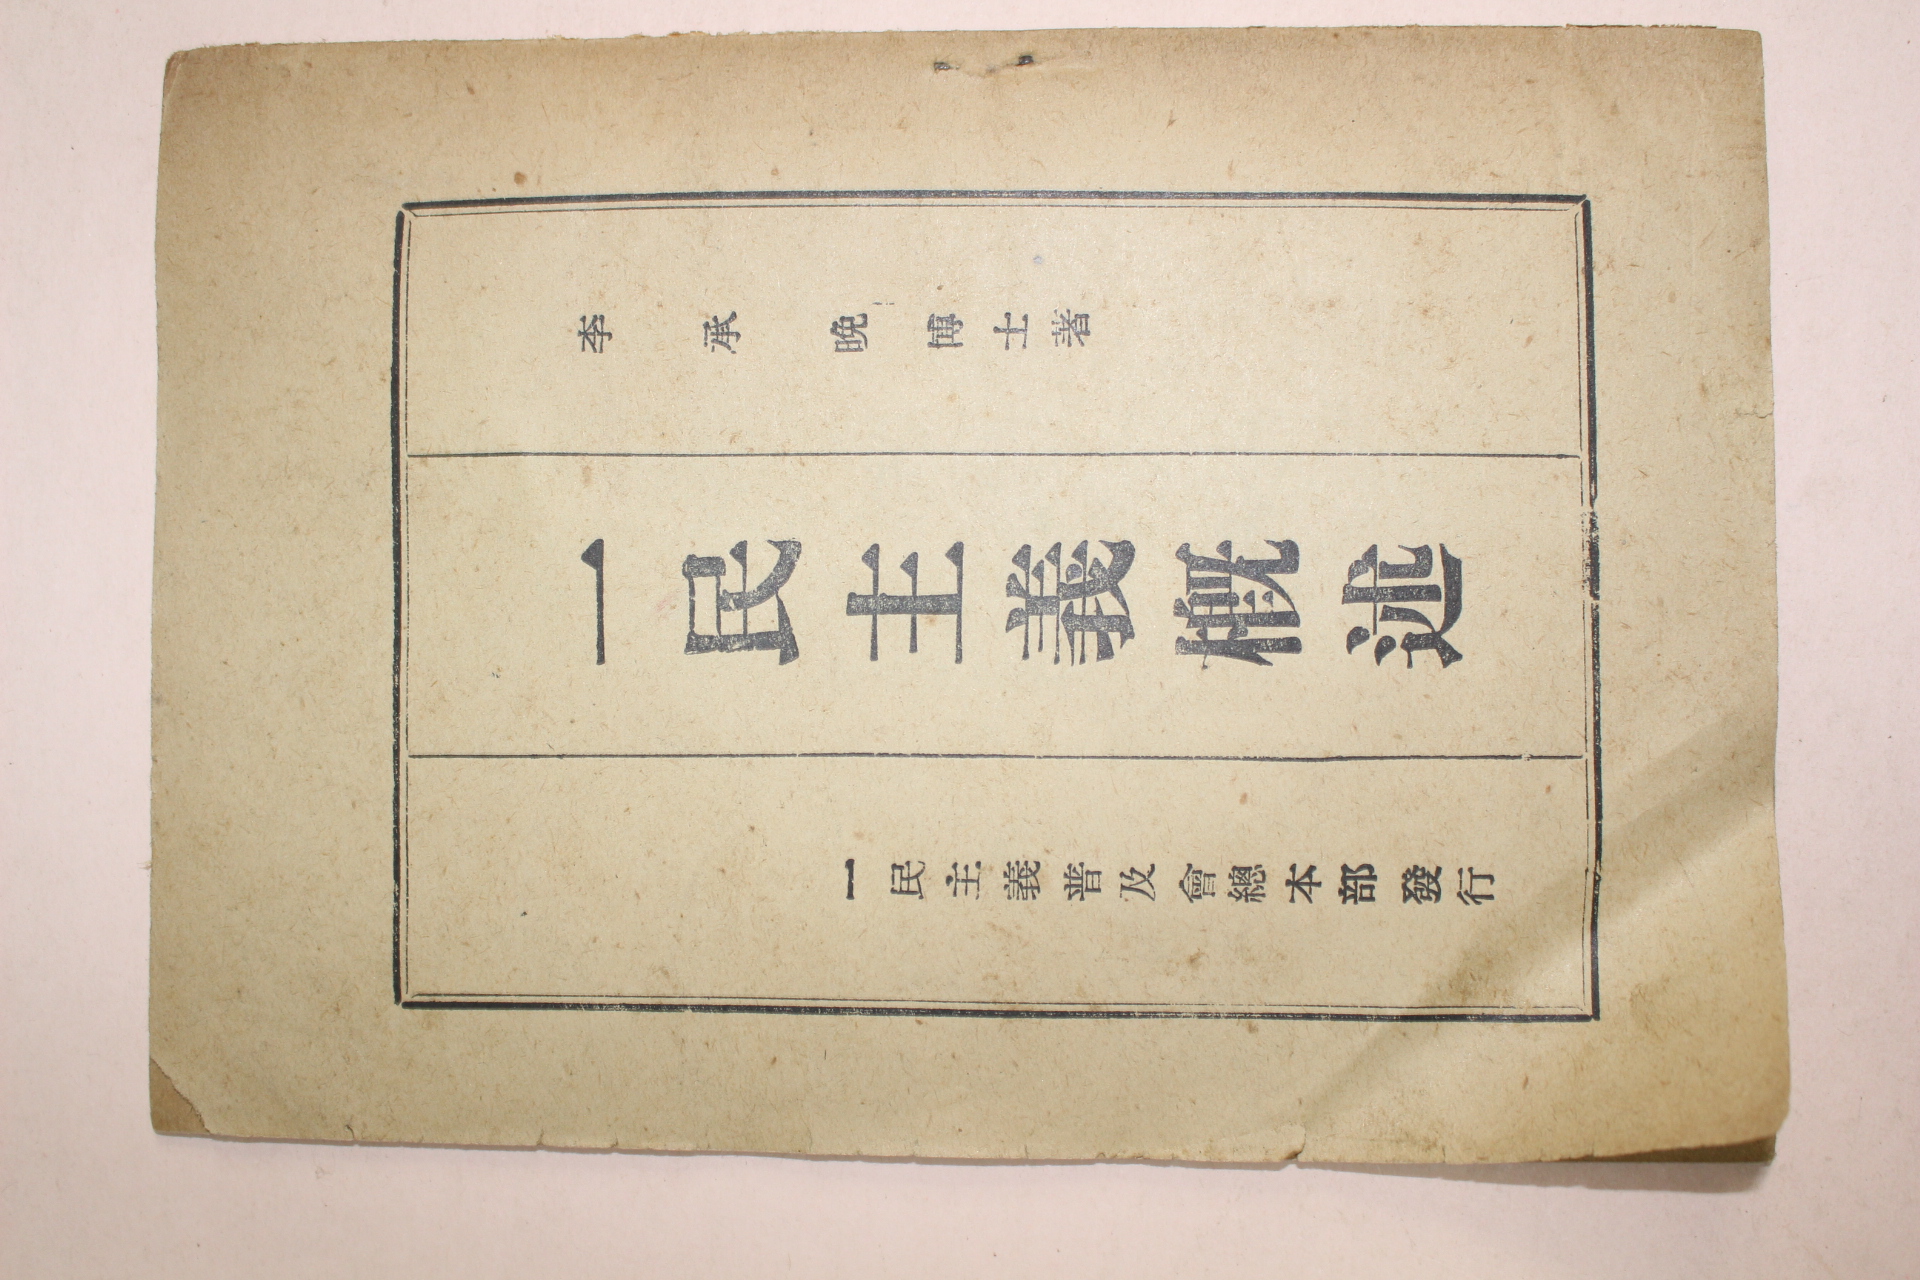 李承晩博士著
一民主義概述
一民主義普及會總本部發行